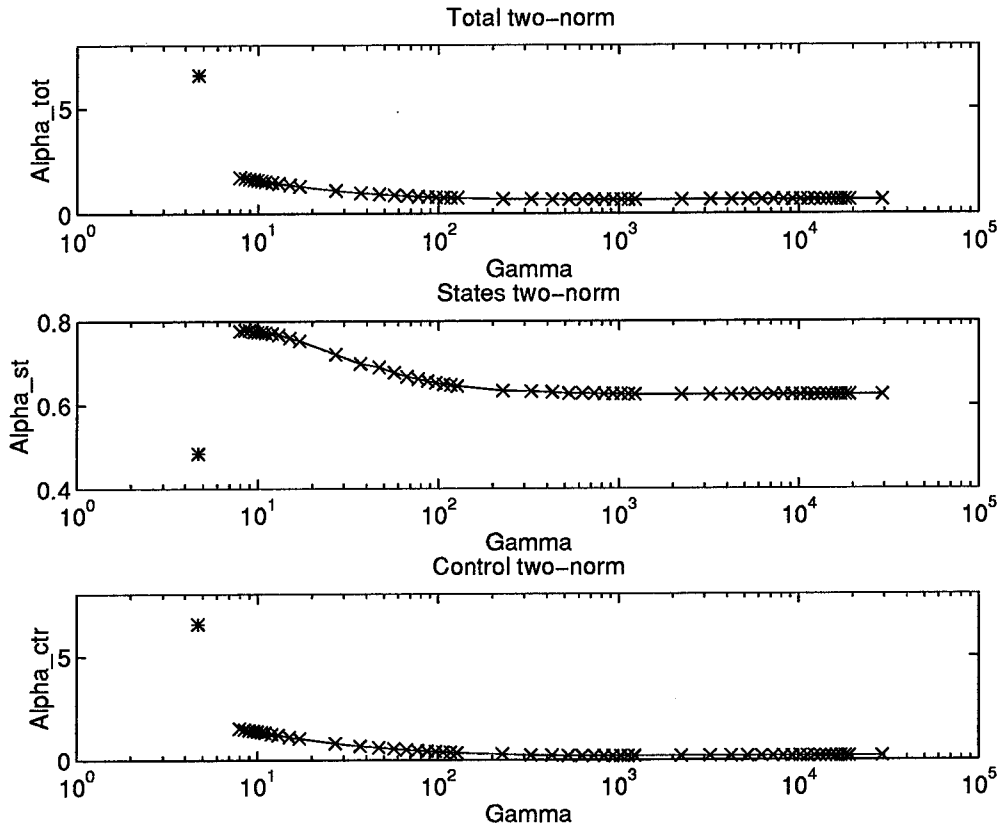 Total two-norm
Alpha_tot
5
0
10^0 10^1 10^2 10^3 10^4 10^5
Gamma
States two-norm
Alpha_st
0.8
0.6
0.4
10^0 10^1 10^2 10^3 10^4 10^5
Gamma
Control two-norm
Alpha_ctr
5
0
10^0 10^1 10^2 10^3 10^4 10^5
Gamma